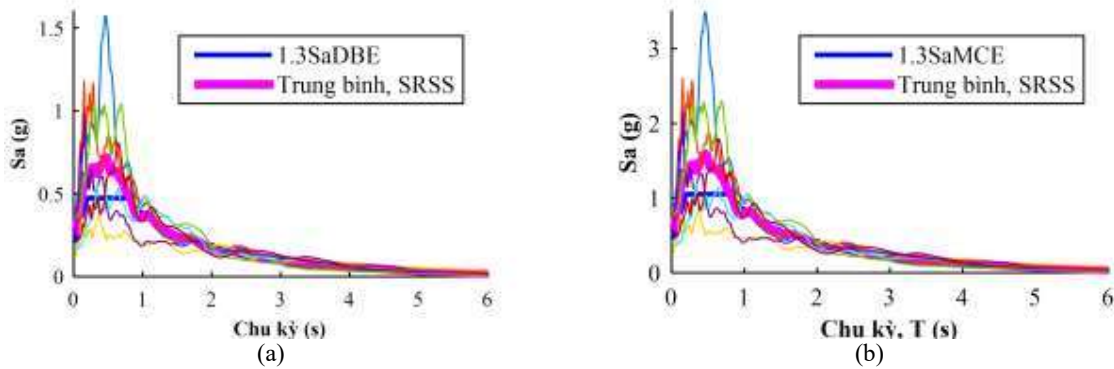 1.5
1
0.5
0
Sa (g)
1.3SaDBE
Trung bình, SRSS
0 1 2 3 4 5 6
Chu kỳ (s)
(a)
3
2
1
0
Sa (g)
1.3SaMCE
Trung bình, SRSS
0 1 2 3 4 5 6
Chu kỳ, T (s)
(b)